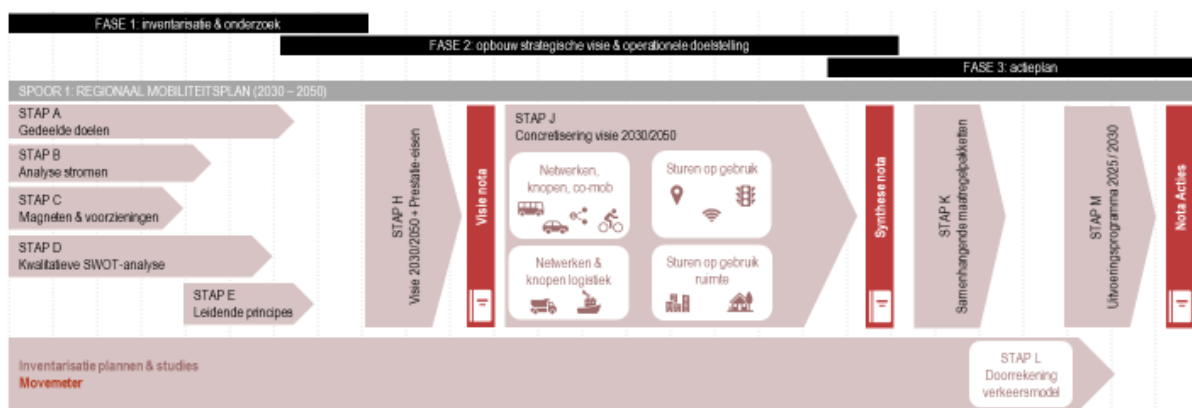 FASE 1: inventarisatie & onderzoek
FASE 2: opbouw strategische visie & operationele doelstelling
FASE 3: actieplan
SPOOR 1: REGIONAAL MOBILITEITSPLAN (2030 – 2050)
STAP A
Gedeelde doelen
STAP B
Analyse stromen
STAP C
Magneten & voorzieningen
STAP D
Kwalitatieve SWOT-analyse
STAP E
Leidende principes
STAP H
Visie 2030/2050 + Prestatie-eisen
Visie nota
STAP J
Concretisering visie 2030/2050
Netwerken,
knopen, co-mob
Sturen op gebruik
Netwerken &
knopen logistiek
Sturen op gebruik
ruimte
Synthese nota
STAP K
Samenhangende maatregelpakketten
STAP M
Uitvoeringsprogramma 2025 / 2030
Nota Acties
Inventarisatie plannen & studies
Movemeter
STAP L
Doorrekening
verkeersmodel